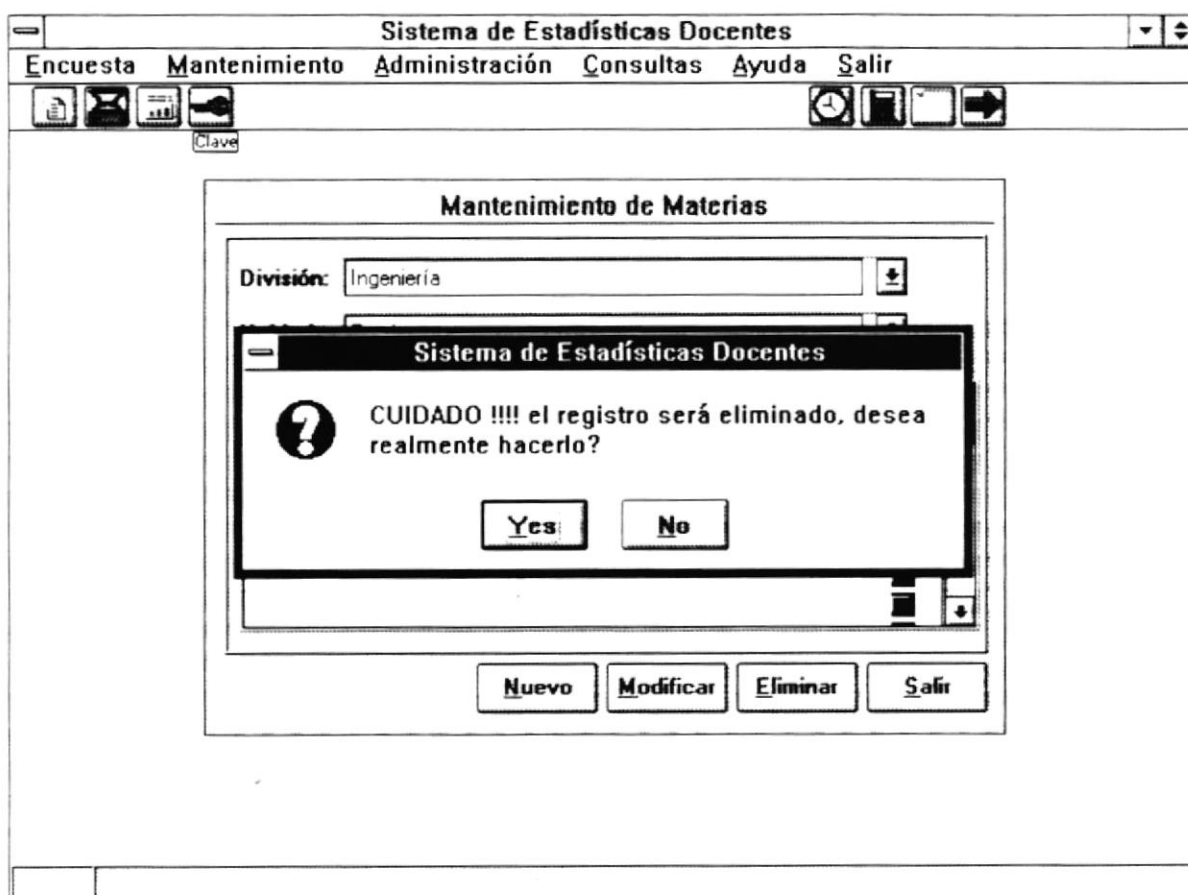 Sistema de Estadísticas Docentes
Encuesta Mantenimiento Administración Consultas Ayuda Salir
Clave
Mantenimiento de Materias
División: Ingeniería
Sistema de Estadísticas Docentes
CUIDADO !!!! el registro será eliminado, desea
realmente hacerlo?
Yes No
Nuevo Modificar Eliminar Salir